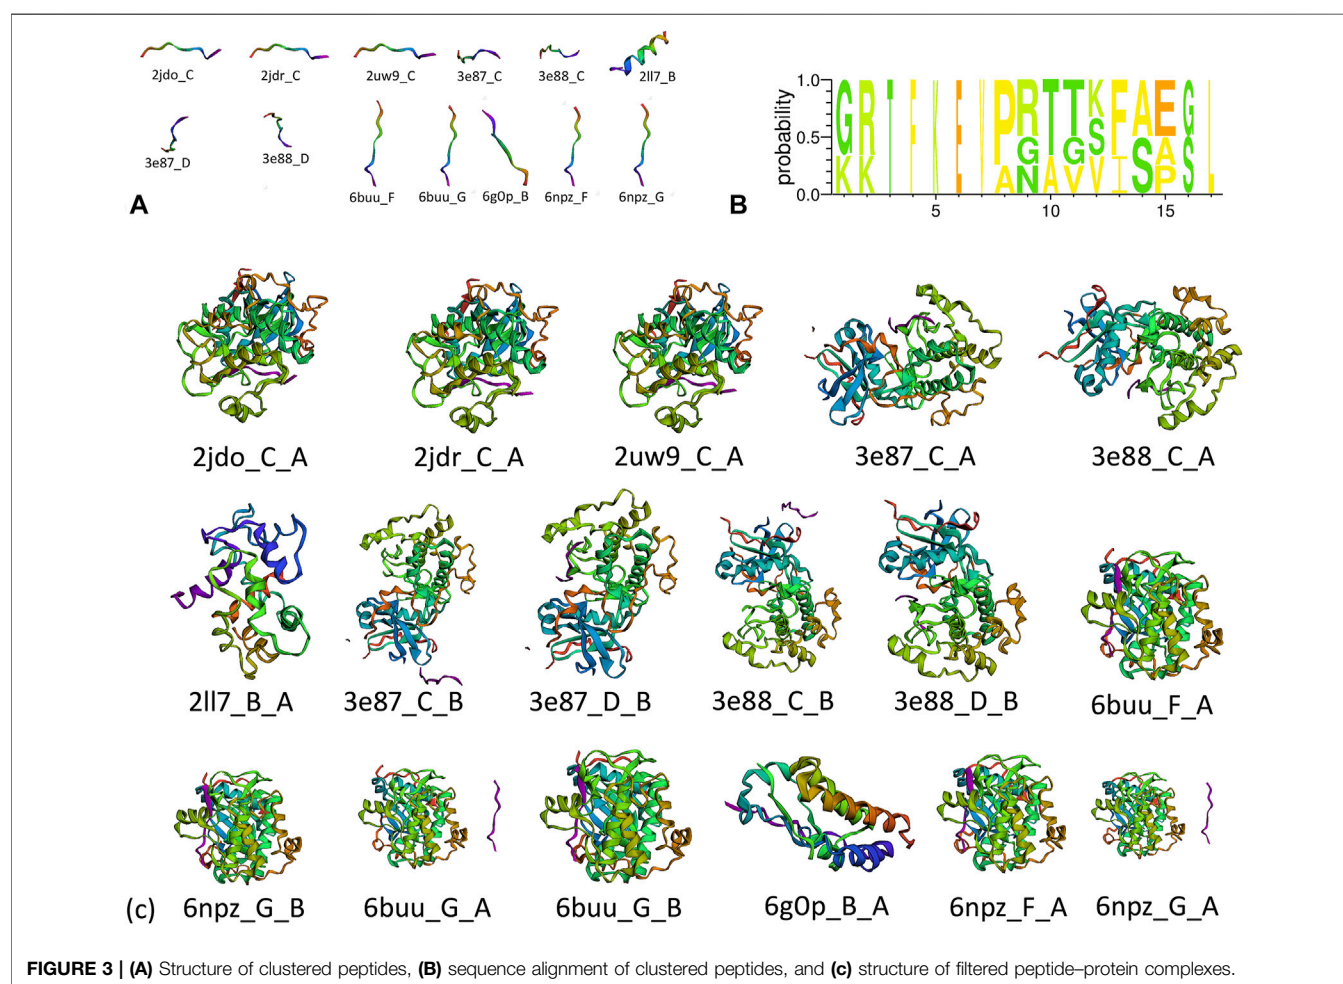 2jdo_C 2jdr_C 2uw9_C 3e87_C 3e88_C 2ll7_B
3e87_D 3e88_D
6buu_F 6buu_G 6g0p_B 6npz_F 6npz_G
A
probability
1.0
0.5
0.0
G R I F K E V P R T T K F A E G L
K K A G A G S I S A S
N V V P
5 10 15
B
2jdo_C_A 2jdr_C_A 2uw9_C_A 3e87_C_A 3e88_C_A
2ll7_B_A 3e87_C_B 3e87_D_B 3e88_C_B 3e88_D_B 6buu_F_A
(c) 6npz_G_B 6buu_G_A 6buu_G_B 6g0p_B_A 6npz_F_A 6npz_G_A
FIGURE 3 | (A) Structure of clustered peptides, (B) sequence alignment of clustered peptides, and (c) structure of filtered peptide–protein complexes.